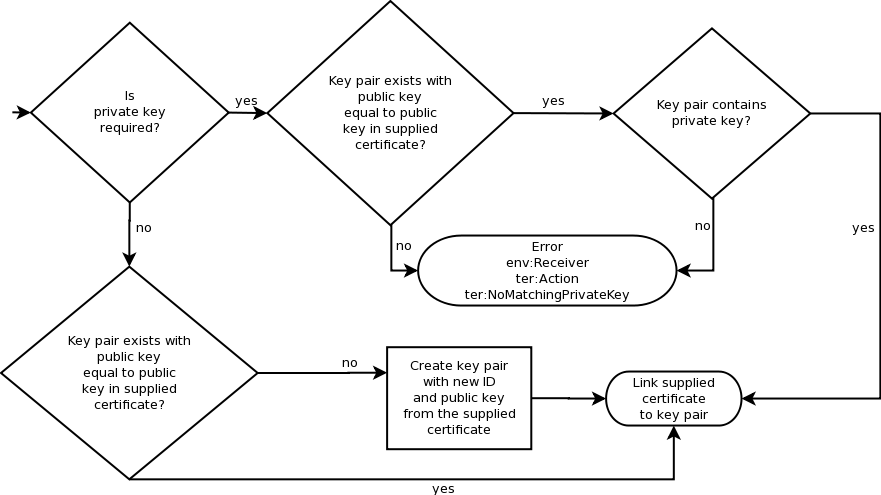 Is
private key
required?
yes
Key pair exists with
public key
equal to public
key in supplied
certificate?
yes
Key pair contains
private key?
no
no
Error
env:Receiver
ter:Action
ter:NoMatchingPrivateKey
no
yes
Key pair exists with
public key
equal to public
key in supplied
certificate?
no
Create key pair
with new ID
and public key
from the supplied
certificate
Link supplied
certificate
to key pair
yes